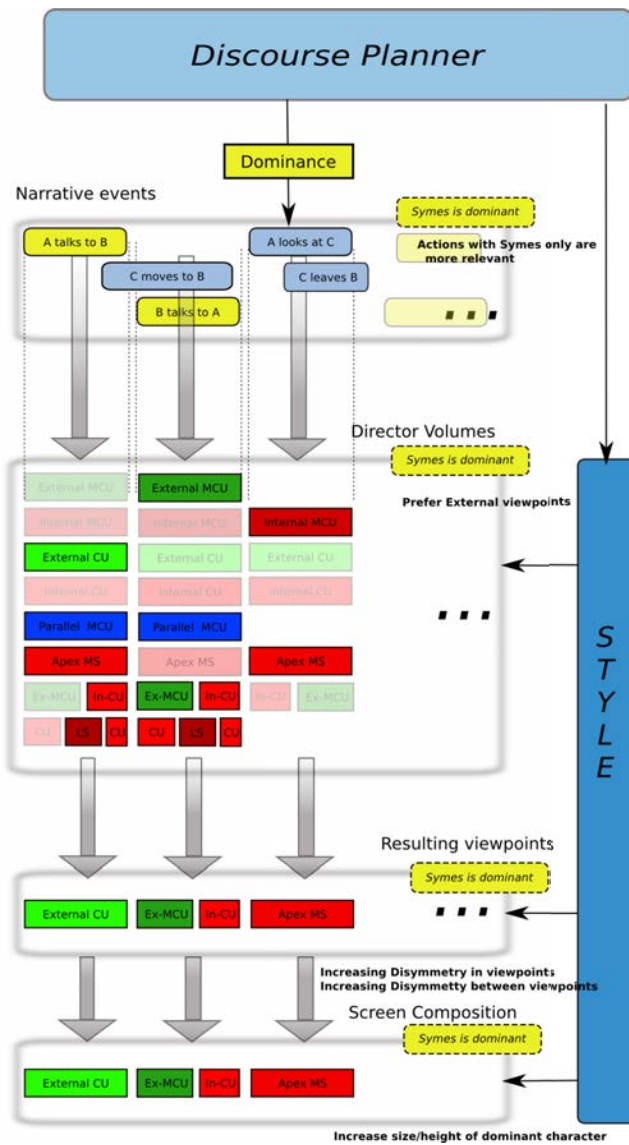 Discourse Planner
Dominance
Narrative events
Symes is dominant
A talks to B
A looks at C
Actions with Symes only are
more relevant
C moves to B
C leaves B
B talks to A
Director Volumes
Symes is dominant
External MCU
External MCU
Prefer External viewpoints
Internal MCU
Internal MCU
Internal MCU
External CU
External CU
External CU
Internal CU
Internal CU
Internal CU
Parallel MCU
Parallel MCU
Apex MS
Apex MS
Apex MS
Ex-MCU
In-CU
Ex-MCU
In-CU
In-CU
Ex-MCU
CU
LS
CU
CU
LS
CU
STYLE
Resulting viewpoints
Symes is dominant
External CU
Ex-MCU
In-CU
Apex MS
Increasing Disymmetry in viewpoints
Increasing Disymmetty between viewpoints
Screen Composition
Symes is dominant
External CU
Ex-MCU
In-CU
Apex MS
Increase size/height of dominant character